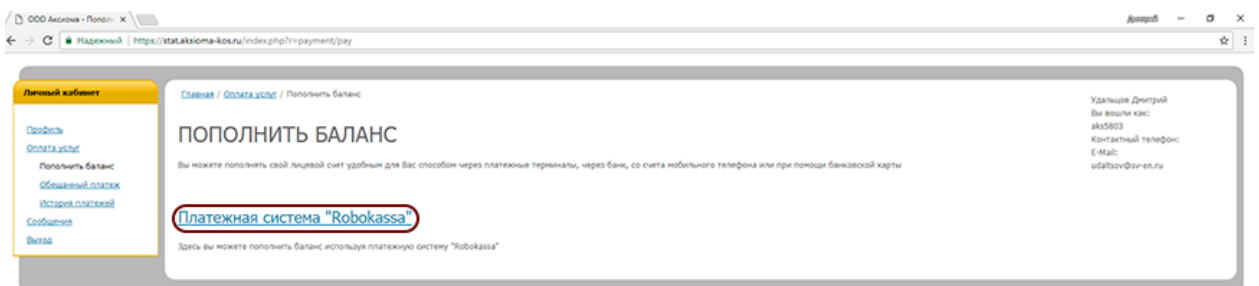 ООО Аксиома - Попол
Надежный | https://stat.aksioma-kos.ru/index.php?r=payment/pay
Личный кабинет
Профиль
Оплата услуг
Пополнить баланс
Обещанный платеж
История платежей
Сообщения
Выход
Главная / Оплата услуг / Пополнить баланс
ПОПОЛНИТЬ БАЛАНС
Вы можете пополнять свой лицевой счет удобным для Вас способом через платежные терминалы, через банк, со счета мобильного телефона или при помощи банковской карты
Платежная система "Robokassa"
Здесь вы можете пополнить баланс используя платежную систему "Robokassa"
Удальцов Дмитрий
Вы вошли как:
aks5803
Контактный телефон:
E-Mail:
udaltsov@sv-en.ru